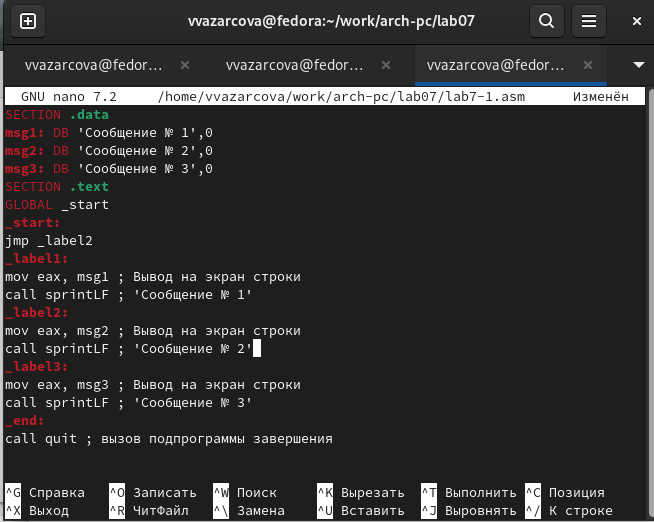 vvazarcova@fedora:~/work/arch-pc/lab07
vvazarcova@fedor... vvazarcova@fedor... vvazarcova@fedor...
GNU nano 7.2 /home/vvazarcova/work/arch-pc/lab07/lab7-1.asm Изменён
SECTION .data
msg1: DB 'Сообщение № 1',0
msg2: DB 'Сообщение № 2',0
msg3: DB 'Сообщение № 3',0
SECTION .text
GLOBAL _start
_start:
jmp _label2
_label1:
mov eax, msg1 ; Вывод на экран строки
call sprintLF ; 'Сообщение № 1'
_label2:
mov eax, msg2 ; Вывод на экран строки
call sprintLF ; 'Сообщение № 2'
_label3:
mov eax, msg3 ; Вывод на экран строки
call sprintLF ; 'Сообщение № 3'
_end:
call quit ; вызов подпрограммы завершения
^G Справка ^O Записать ^W Поиск ^K Вырезать ^T Выполнить ^C Позиция
^X Выход ^R ЧитФайл ^\ Замена ^U Вставить ^J Выровнять ^/ К строке